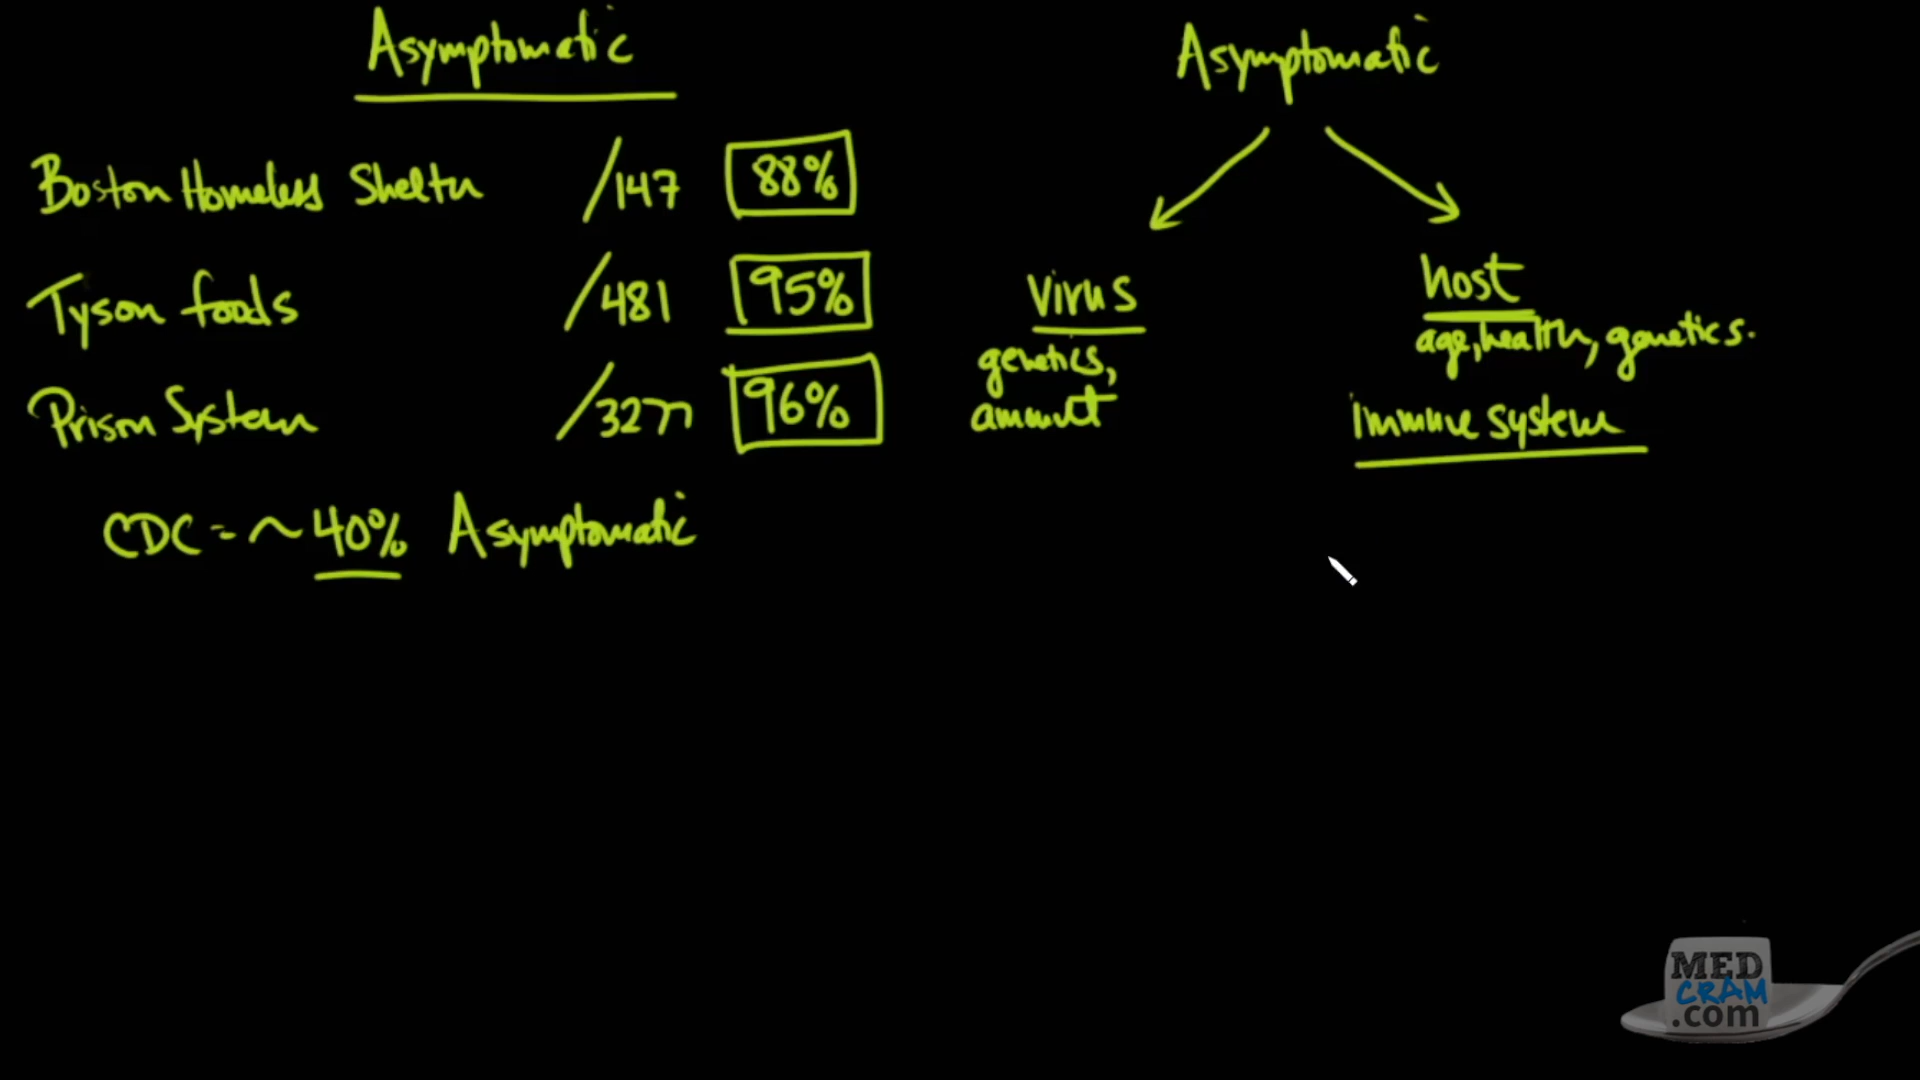 Asymptomatic
Boston Homeless Shelter /147 88%
Tyson foods /481 95%
Prison System /3277 96%
CDC = ~40% Asymptomatic
Asymptomatic
Virus
genetics,
amount
host
age, health, genetics.
immune system
MED
CRAM
.com